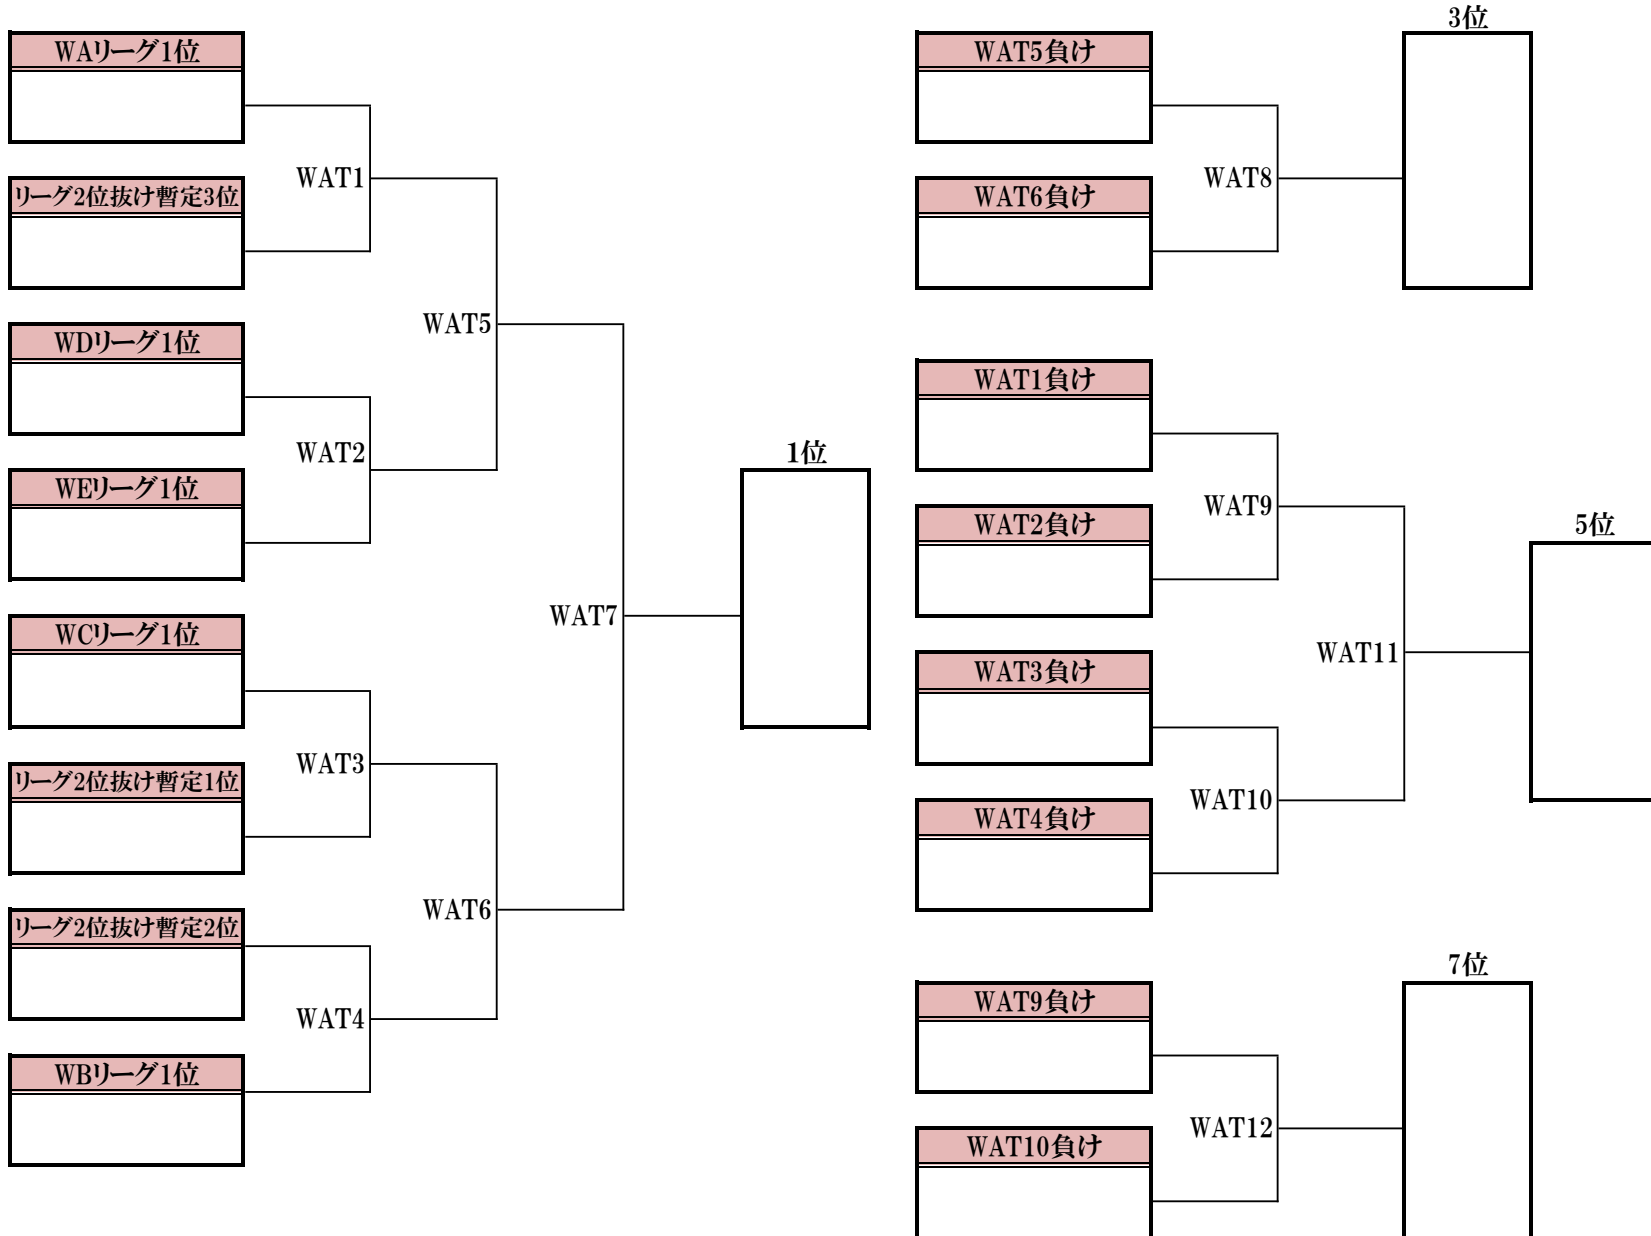 WAリーグ1位
WAT1
リーグ2位抜け暫定3位
WAT5
WDリーグ1位
WAT2
WEリーグ1位
1位
WAT7
WCリーグ1位
WAT3
リーグ2位抜け暫定1位
WAT6
リーグ2位抜け暫定2位
WAT4
WBリーグ1位
3位
WAT5負け
WAT8
WAT6負け
WAT1負け
WAT9
WAT2負け
5位
WAT11
WAT3負け
WAT10
WAT4負け
7位
WAT9負け
WAT12
WAT10負け